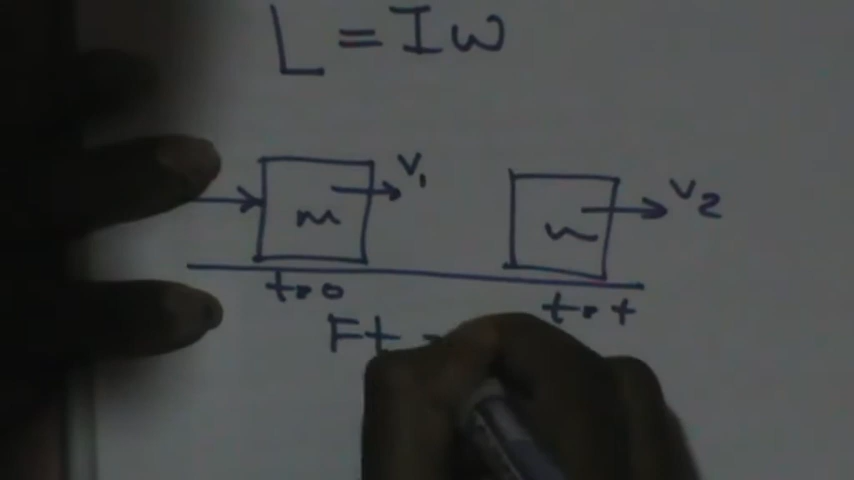 L = Iω
m v₁ m v₂
t=0 t=t
Ft =